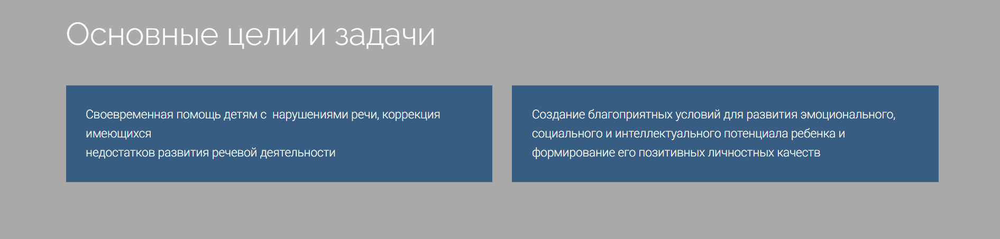 Основные цели и задачи
Своевременная помощь детям с  нарушениями речи, коррекция
имеющихся
недостатков развития речевой деятельности
Создание благоприятных условий для развития эмоционального,
социального и интеллектуального потенциала ребенка и
формирование его позитивных личностных качеств